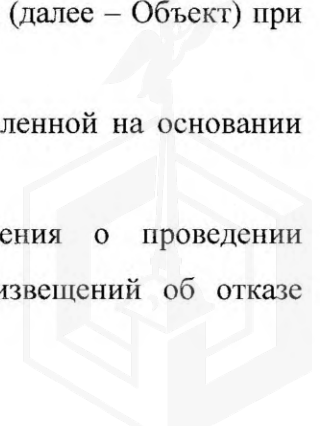 (далее – Объект) при
ленной на основании
ения о проведении
извещений об отказе